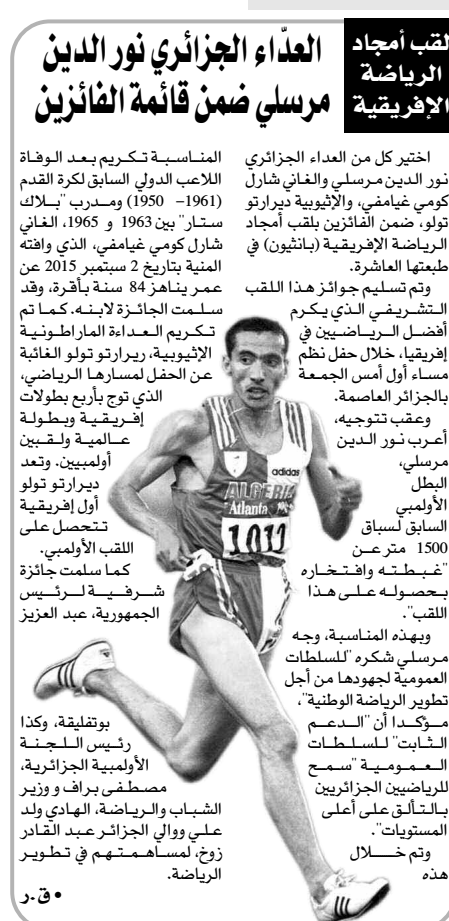 لقب أمجاد
الرياضة
الإفريقية
العدّاء الجزائري نور الدين
مرسلي ضمن قائمة الفائزين
اختير كل من العداء الجزائري
نور الدين مرسلي والغاني شارل
كومي غيامفي، والإثيوبية ديرارتو
تولو، ضمن الفائزين بلقب أمجاد
الرياضة الإفريقية (بانثيون) في
طبعتها العاشرة.
وتم تسليم جوائز هذا اللقب
التشريفي الذي يكرم
أفضل الرياضيين في
إفريقيا، خلال حفل نظم
مساء أول أمس الجمعة
بالجزائر العاصمة.
وعقب تتويجه،
أعرب نور الدين
مرسلي،
البطل
الأولمبي
السابق لسباق
1500 متر عن
"غبطته وافتخاره
بحصوله على هذا
اللقب".
وبهذه المناسبة، وجه
مرسلي شكره "للسلطات
العمومية لجهودها من أجل
تطوير الرياضة الوطنية"،
مؤكدا أن "الدعم
الثابت" للسلطات
العمومية "سمح
للرياضيين الجزائريين
بالتألق على أعلى
المستويات".
وتم خلال
هذه
المناسبة تكريم بعد الوفاة
اللاعب الدولي السابق لكرة القدم
(1961- 1950) ومدرب "بلاك
ستار" بين 1963 و 1965، الغاني
شارل كومي غيامفي، الذي وافته
المنية بتاريخ 2 سبتمبر 2015 عن
عمر يناهز 84 سنة بأقرة، وقد
سلمت الجائزة لابنه. كما تم
تكريم العداءة الماراطونية
الإثيوبية، ريرارتو تولو الغائبة
عن الحفل لمسارها الرياضي،
الذي توج بأربع بطولات
إفريقية وبطولة
عالمية ولقبين
أولمبيين. وتعد
ديرارتو تولو
أول إفريقية
تتحصل على
اللقب الأولمبي.
كما سلمت جائزة
شرفية لرئيس
الجمهورية، عبد العزيز
بوتفليقة، وكذا
رئيس اللجنة
الأولمبية الجزائرية،
مصطفى براف ووزير
الشباب والرياضة، الهادي ولد
علي ووالي الجزائر عبد القادر
زوخ، لمساهمتهم في تطوير
الرياضة.
• ق.ر
adidas
ALGERIA
Atlanta
1011